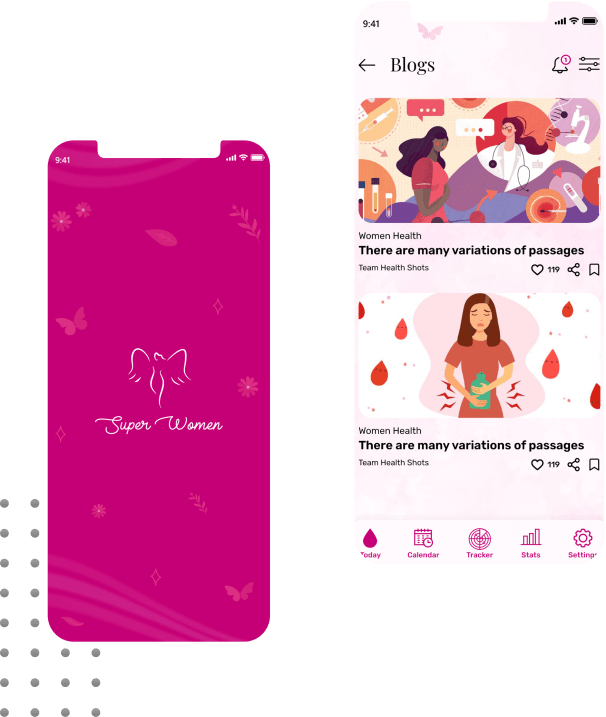 9:41
Super Women
9:41
Blogs
1
Women Health
There are many variations of passages
Team Health Shots
119
Women Health
There are many variations of passages
Team Health Shots
119
Today
Calendar
Tracker
Stats
Settings